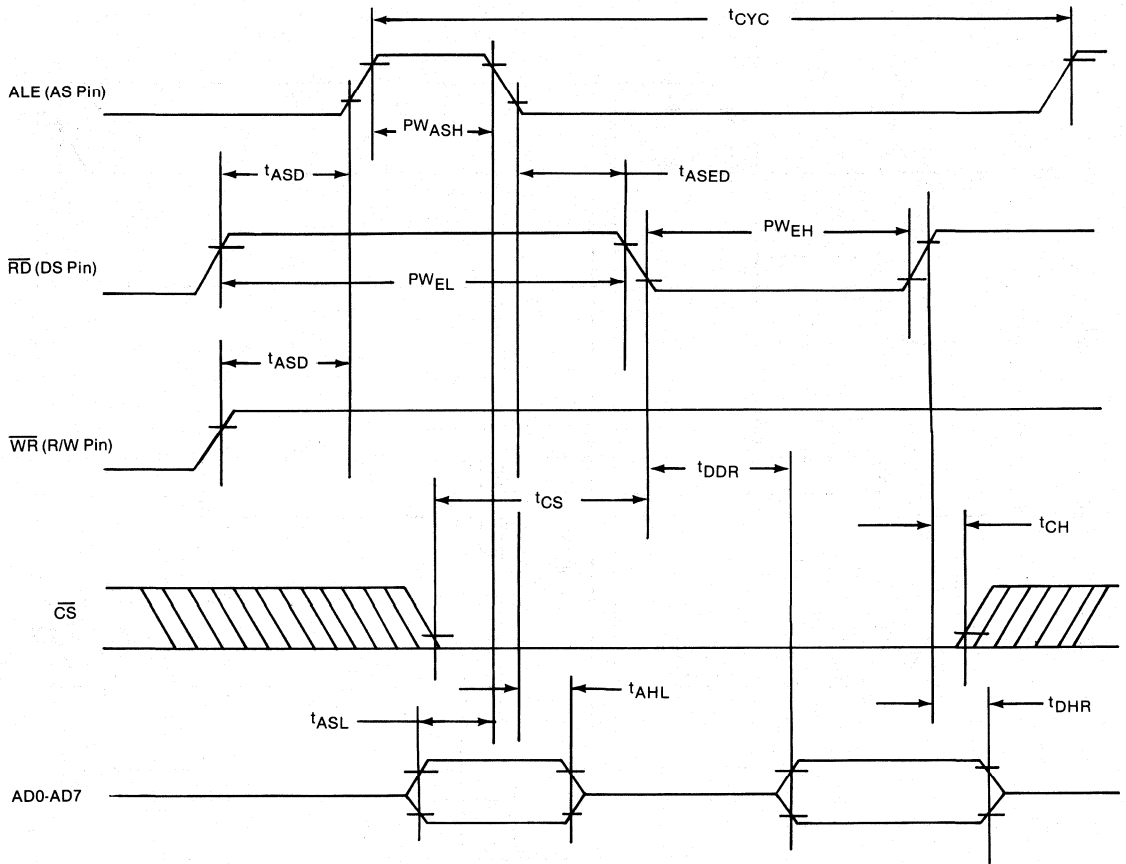 tCYC
ALE (AS Pin)
PWASH
tASD
tASED
PWEH
RD (DS Pin)
PWEL
tASD
WR (R/W Pin)
tDDR
tCS
tCH
CS
tAHL
tASL
tDHR
AD0-AD7